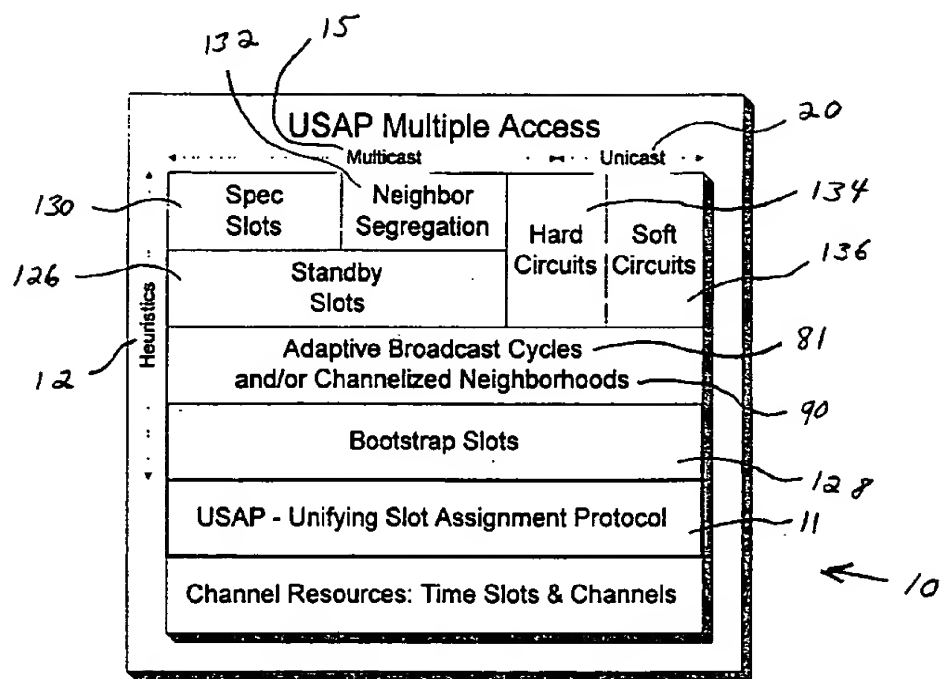 132
15
USAP Multiple Access
20
Multicast
Unicast
130
Spec Slots
Neighbor Segregation
134
Hard Circuits
Soft Circuits
126
Standby Slots
136
Heuristics
12
Adaptive Broadcast Cycles
81
and/or Channelized Neighborhoods
90
Bootstrap Slots
128
USAP - Unifying Slot Assignment Protocol
11
Channel Resources: Time Slots & Channels
10